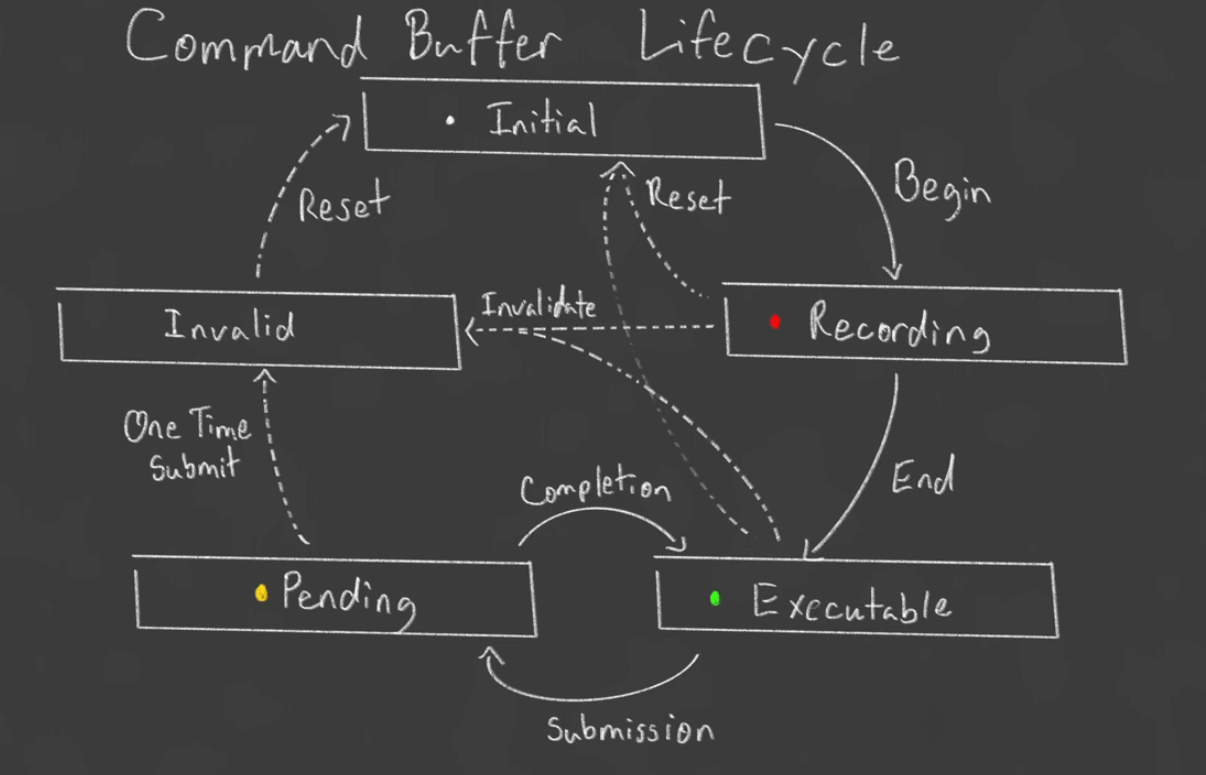 Command Buffer Lifecycle
Initial
Begin
Reset
Reset
Invalidate
Invalid
Recording
One Time
Submit
Completion
End
Pending
Executable
Submission